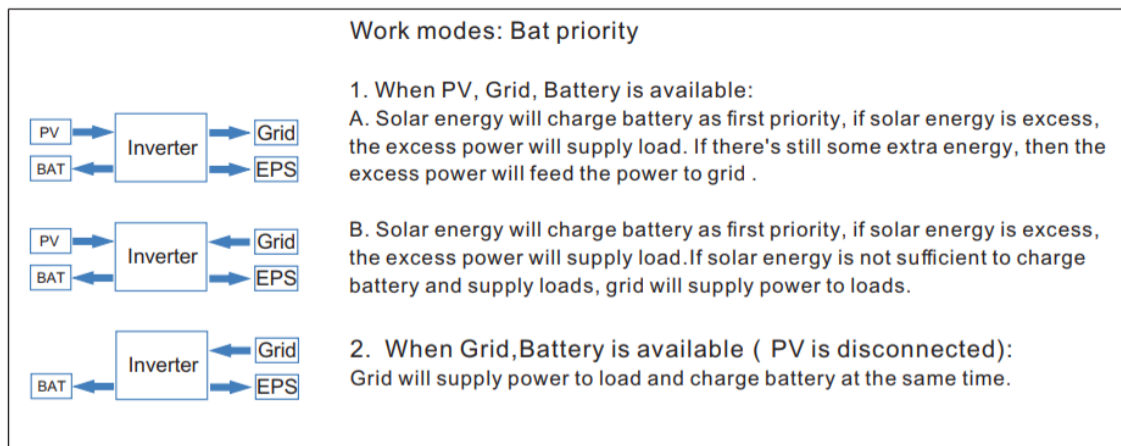 Work modes: Bat priority
1. When PV, Grid, Battery is available:
A. Solar energy will charge battery as first priority, if solar energy is excess,
the excess power will supply load. If there's still some extra energy, then the
excess power will feed the power to grid .
PV
BAT
Inverter
Grid
EPS
B. Solar energy will charge battery as first priority, if solar energy is excess,
the excess power will supply load.If solar energy is not sufficient to charge
battery and supply loads, grid will supply power to loads.
PV
BAT
Inverter
Grid
EPS
2. When Grid,Battery is available ( PV is disconnected):
Grid will supply power to load and charge battery at the same time.
BAT
Inverter
Grid
EPS